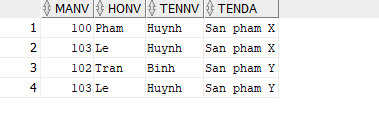 MANV HONV TENNV TENDA
1 100 Pham Huynh San pham X
2 103 Le Huynh San pham X
3 102 Tran Binh San pham Y
4 103 Le Huynh San pham Y